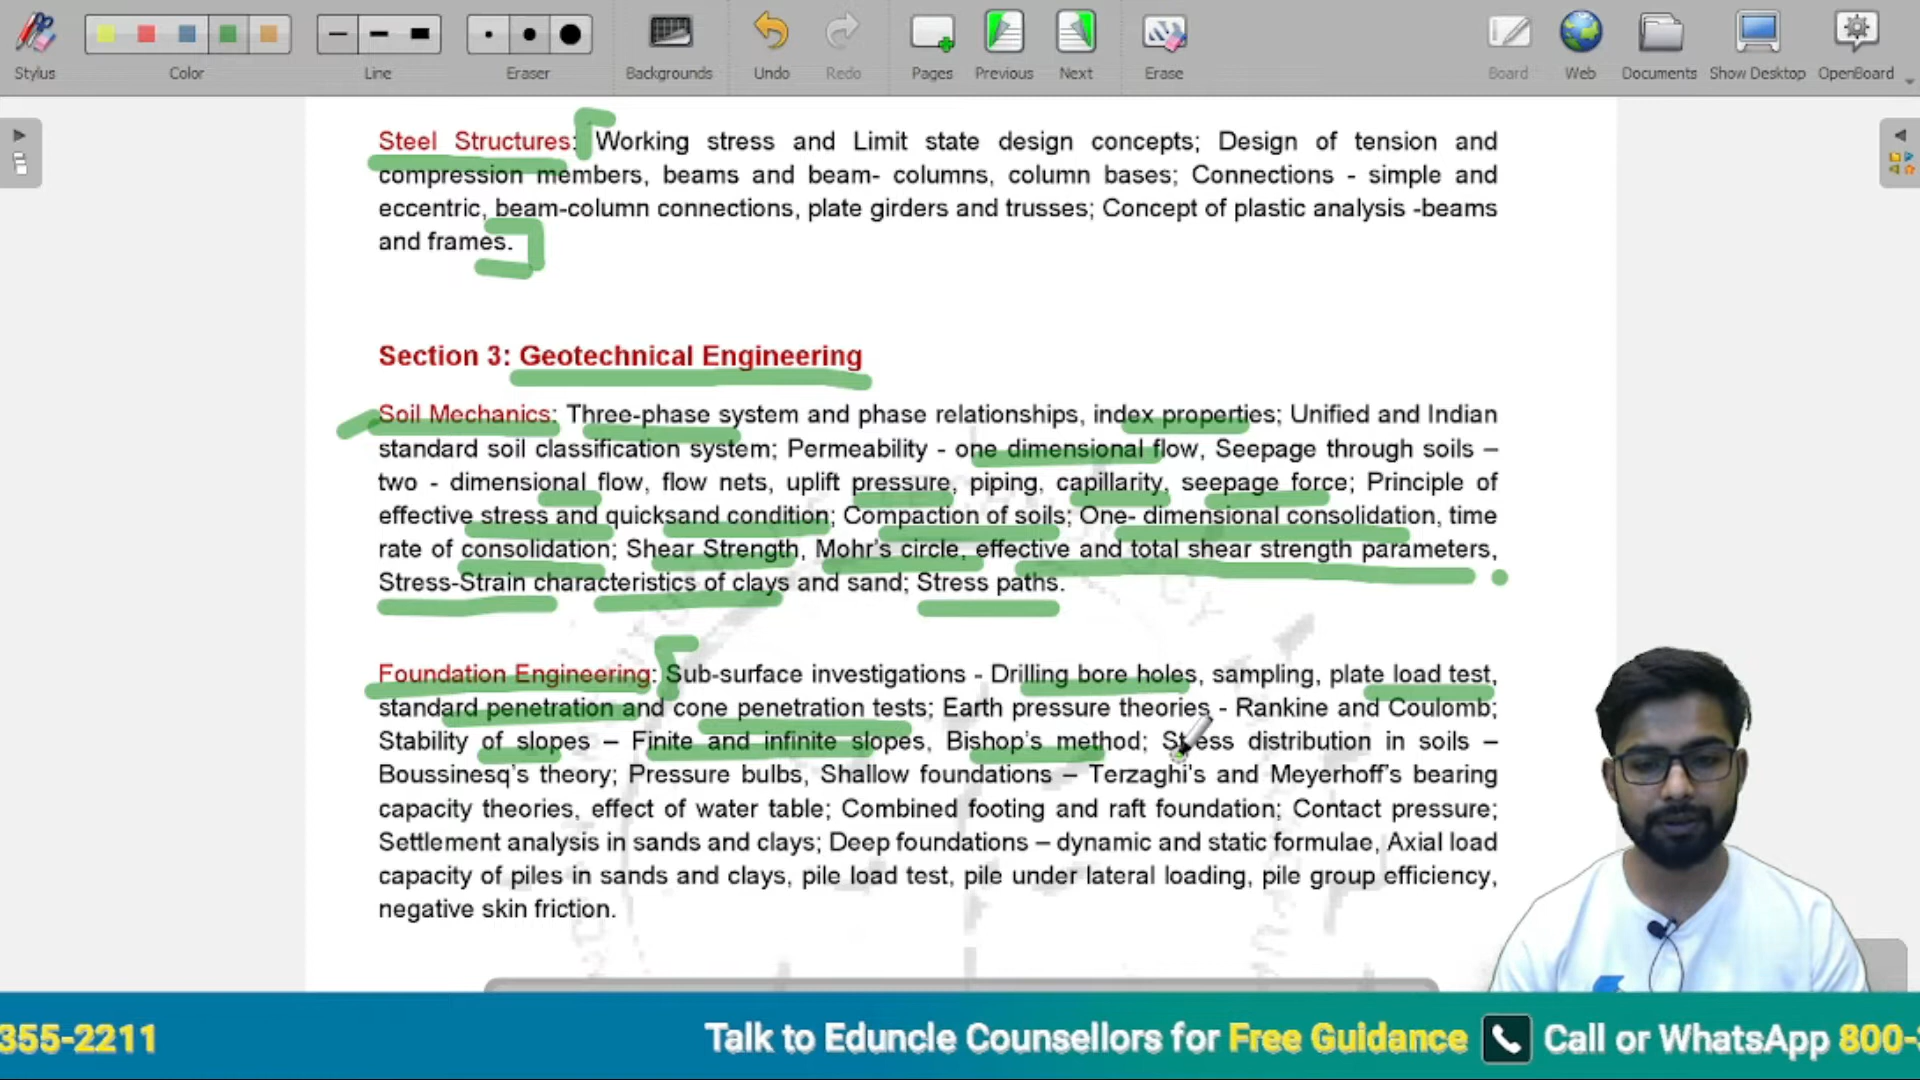 Stylus
Color
Line
Eraser
Backgrounds
Undo
Redo
Pages
Previous
Next
Erase
Board
Web
Documents
Show Desktop
OpenBoard
Steel Structures: Working stress and Limit state design concepts; Design of tension and
compression members, beams and beam- columns, column bases; Connections - simple and
eccentric, beam-column connections, plate girders and trusses; Concept of plastic analysis -beams
and frames.
Section 3: Geotechnical Engineering
Soil Mechanics: Three-phase system and phase relationships, index properties; Unified and Indian
standard soil classification system; Permeability - one dimensional flow, Seepage through soils –
two - dimensional flow, flow nets, uplift pressure, piping, capillarity, seepage force; Principle of
effective stress and quicksand condition; Compaction of soils; One- dimensional consolidation, time
rate of consolidation; Shear Strength, Mohr's circle, effective and total shear strength parameters,
Stress-Strain characteristics of clays and sand; Stress paths.
Foundation Engineering: Sub-surface investigations - Drilling bore holes, sampling, plate load test,
standard penetration and cone penetration tests; Earth pressure theories - Rankine and Coulomb;
Stability of slopes – Finite and infinite slopes, Bishop's method; Stress distribution in soils –
Boussinesq's theory; Pressure bulbs, Shallow foundations – Terzaghi's and Meyerhoff's bearing
capacity theories, effect of water table; Combined footing and raft foundation; Contact pressure;
Settlement analysis in sands and clays; Deep foundations – dynamic and static formulae, Axial load
capacity of piles in sands and clays, pile load test, pile under lateral loading, pile group efficiency,
negative skin friction.
355-2211 Talk to Eduncle Counsellors for Free Guidance Call or WhatsApp 800-